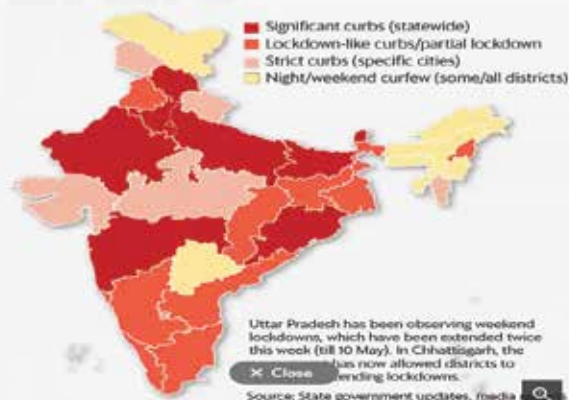 Significant curbs (statewide)
Lockdown-like curbs/partial lockdown
Strict curbs (specific cities)
Night/weekend curfew (some/all districts)
Uttar Pradesh has been observing weekend
lockdowns, which have been extended twice
this week (till 10 May). In Chhattisgarh, the
has now allowed districts to
× Close
lockdowns.
Source: State government updates, media